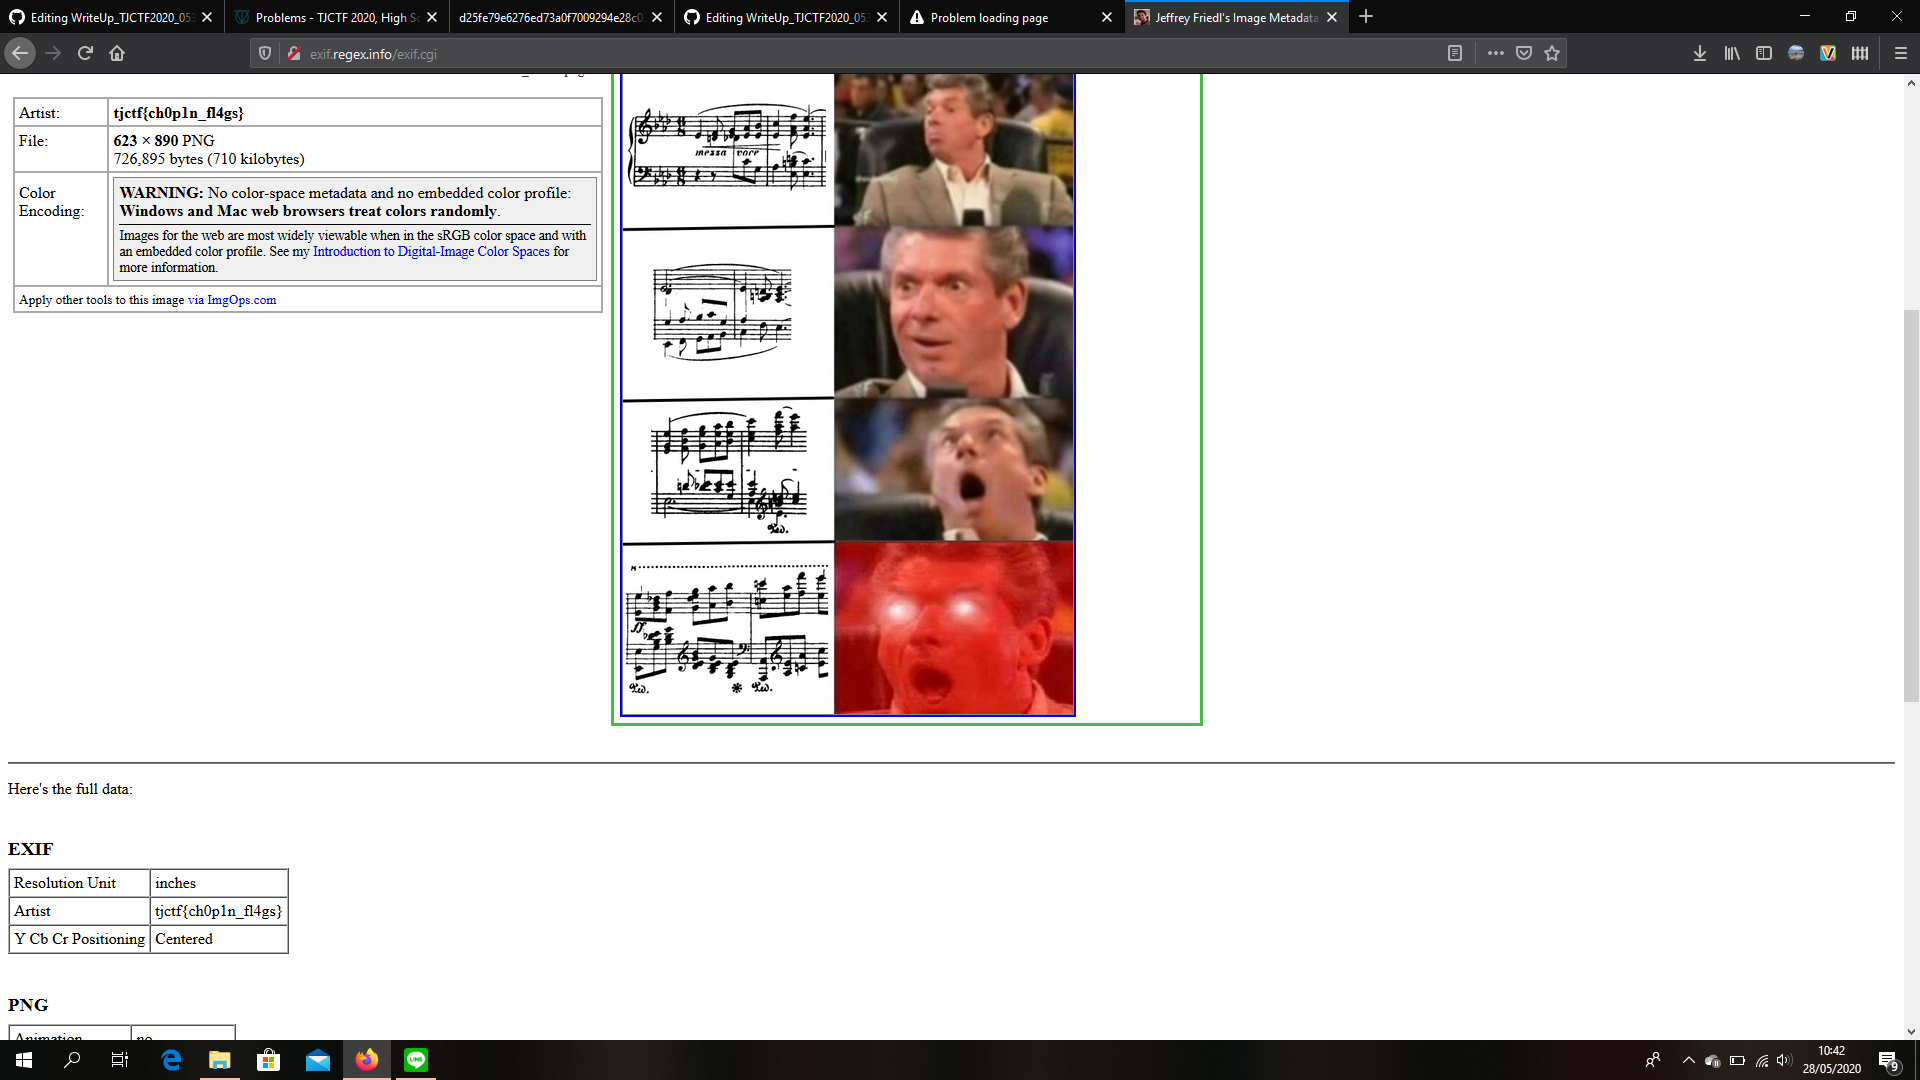 Editing WriteUp_TJCTF2020_053
Problems - TJCTF 2020, High Sc
d25fe79e6276ed73a0f7009294e28c0
Editing WriteUp_TJCTF2020_053
Problem loading page
Jeffrey Friedl's Image Metadata
exif.regex.info/exif.cgi
Artist: tjctf{ch0p1n_fl4gs}
File: 623 × 890 PNG
726,895 bytes (710 kilobytes)
Color Encoding:
WARNING: No color-space metadata and no embedded color profile:
Windows and Mac web browsers treat colors randomly.
Images for the web are most widely viewable when in the sRGB color space and with
an embedded color profile. See my Introduction to Digital-Image Color Spaces for
more information.
Apply other tools to this image via ImgOps.com
mezza voce
ff
Here's the full data:
EXIF
Resolution Unit inches
Artist tjctf{ch0p1n_fl4gs}
Y Cb Cr Positioning Centered
PNG
Animation no
10:42
28/05/2020
9